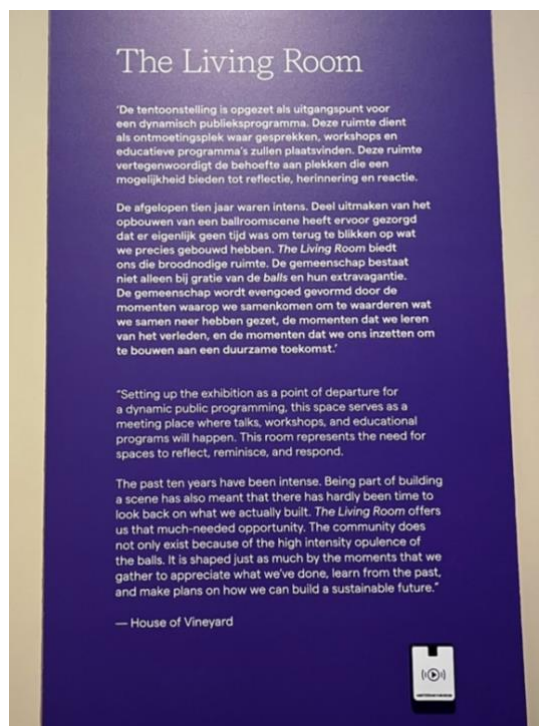 The Living Room
'De tentoonstelling is opgezet als uitgangspunt voor
een dynamisch publieksprogramma. Deze ruimte dient
als ontmoetingsplek waar gesprekken, workshops en
educatieve programma's zullen plaatsvinden. Deze ruimte
vertegenwoordigt de behoefte aan plekken die een
mogelijkheid bieden tot reflectie, herinnering en reactie.
De afgelopen tien jaar waren intens. Deel uitmaken van het
opbouwen van een ballroomscene heeft ervoor gezorgd
dat er eigenlijk geen tijd was om terug te blikken op wat
we precies gebouwd hebben. The Living Room biedt
ons die broodnodige ruimte. De gemeenschap bestaat
niet alleen bij gratie van de balls en hun extravagantie.
De gemeenschap wordt evengoed gevormd door de
momenten waarop we samenkomen om te waarderen wat
we samen neer hebben gezet, de momenten dat we leren
van het verleden, en de momenten dat we ons inzetten om
te bouwen aan een duurzame toekomst.'
"Setting up the exhibition as a point of departure for
a dynamic public programming, this space serves as a
meeting place where talks, workshops, and educational
programs will happen. This room represents the need for
spaces to reflect, reminisce, and respond.
The past ten years have been intense. Being part of building
a scene has also meant that there has hardly been time to
look back on what we actually built. The Living Room offers
us that much-needed opportunity. The community does
not only exist because of the high intensity opulence of
the balls. It is shaped just as much by the moments that we
gather to appreciate what we've done, learn from the past,
and make plans on how we can build a sustainable future."
— House of Vineyard